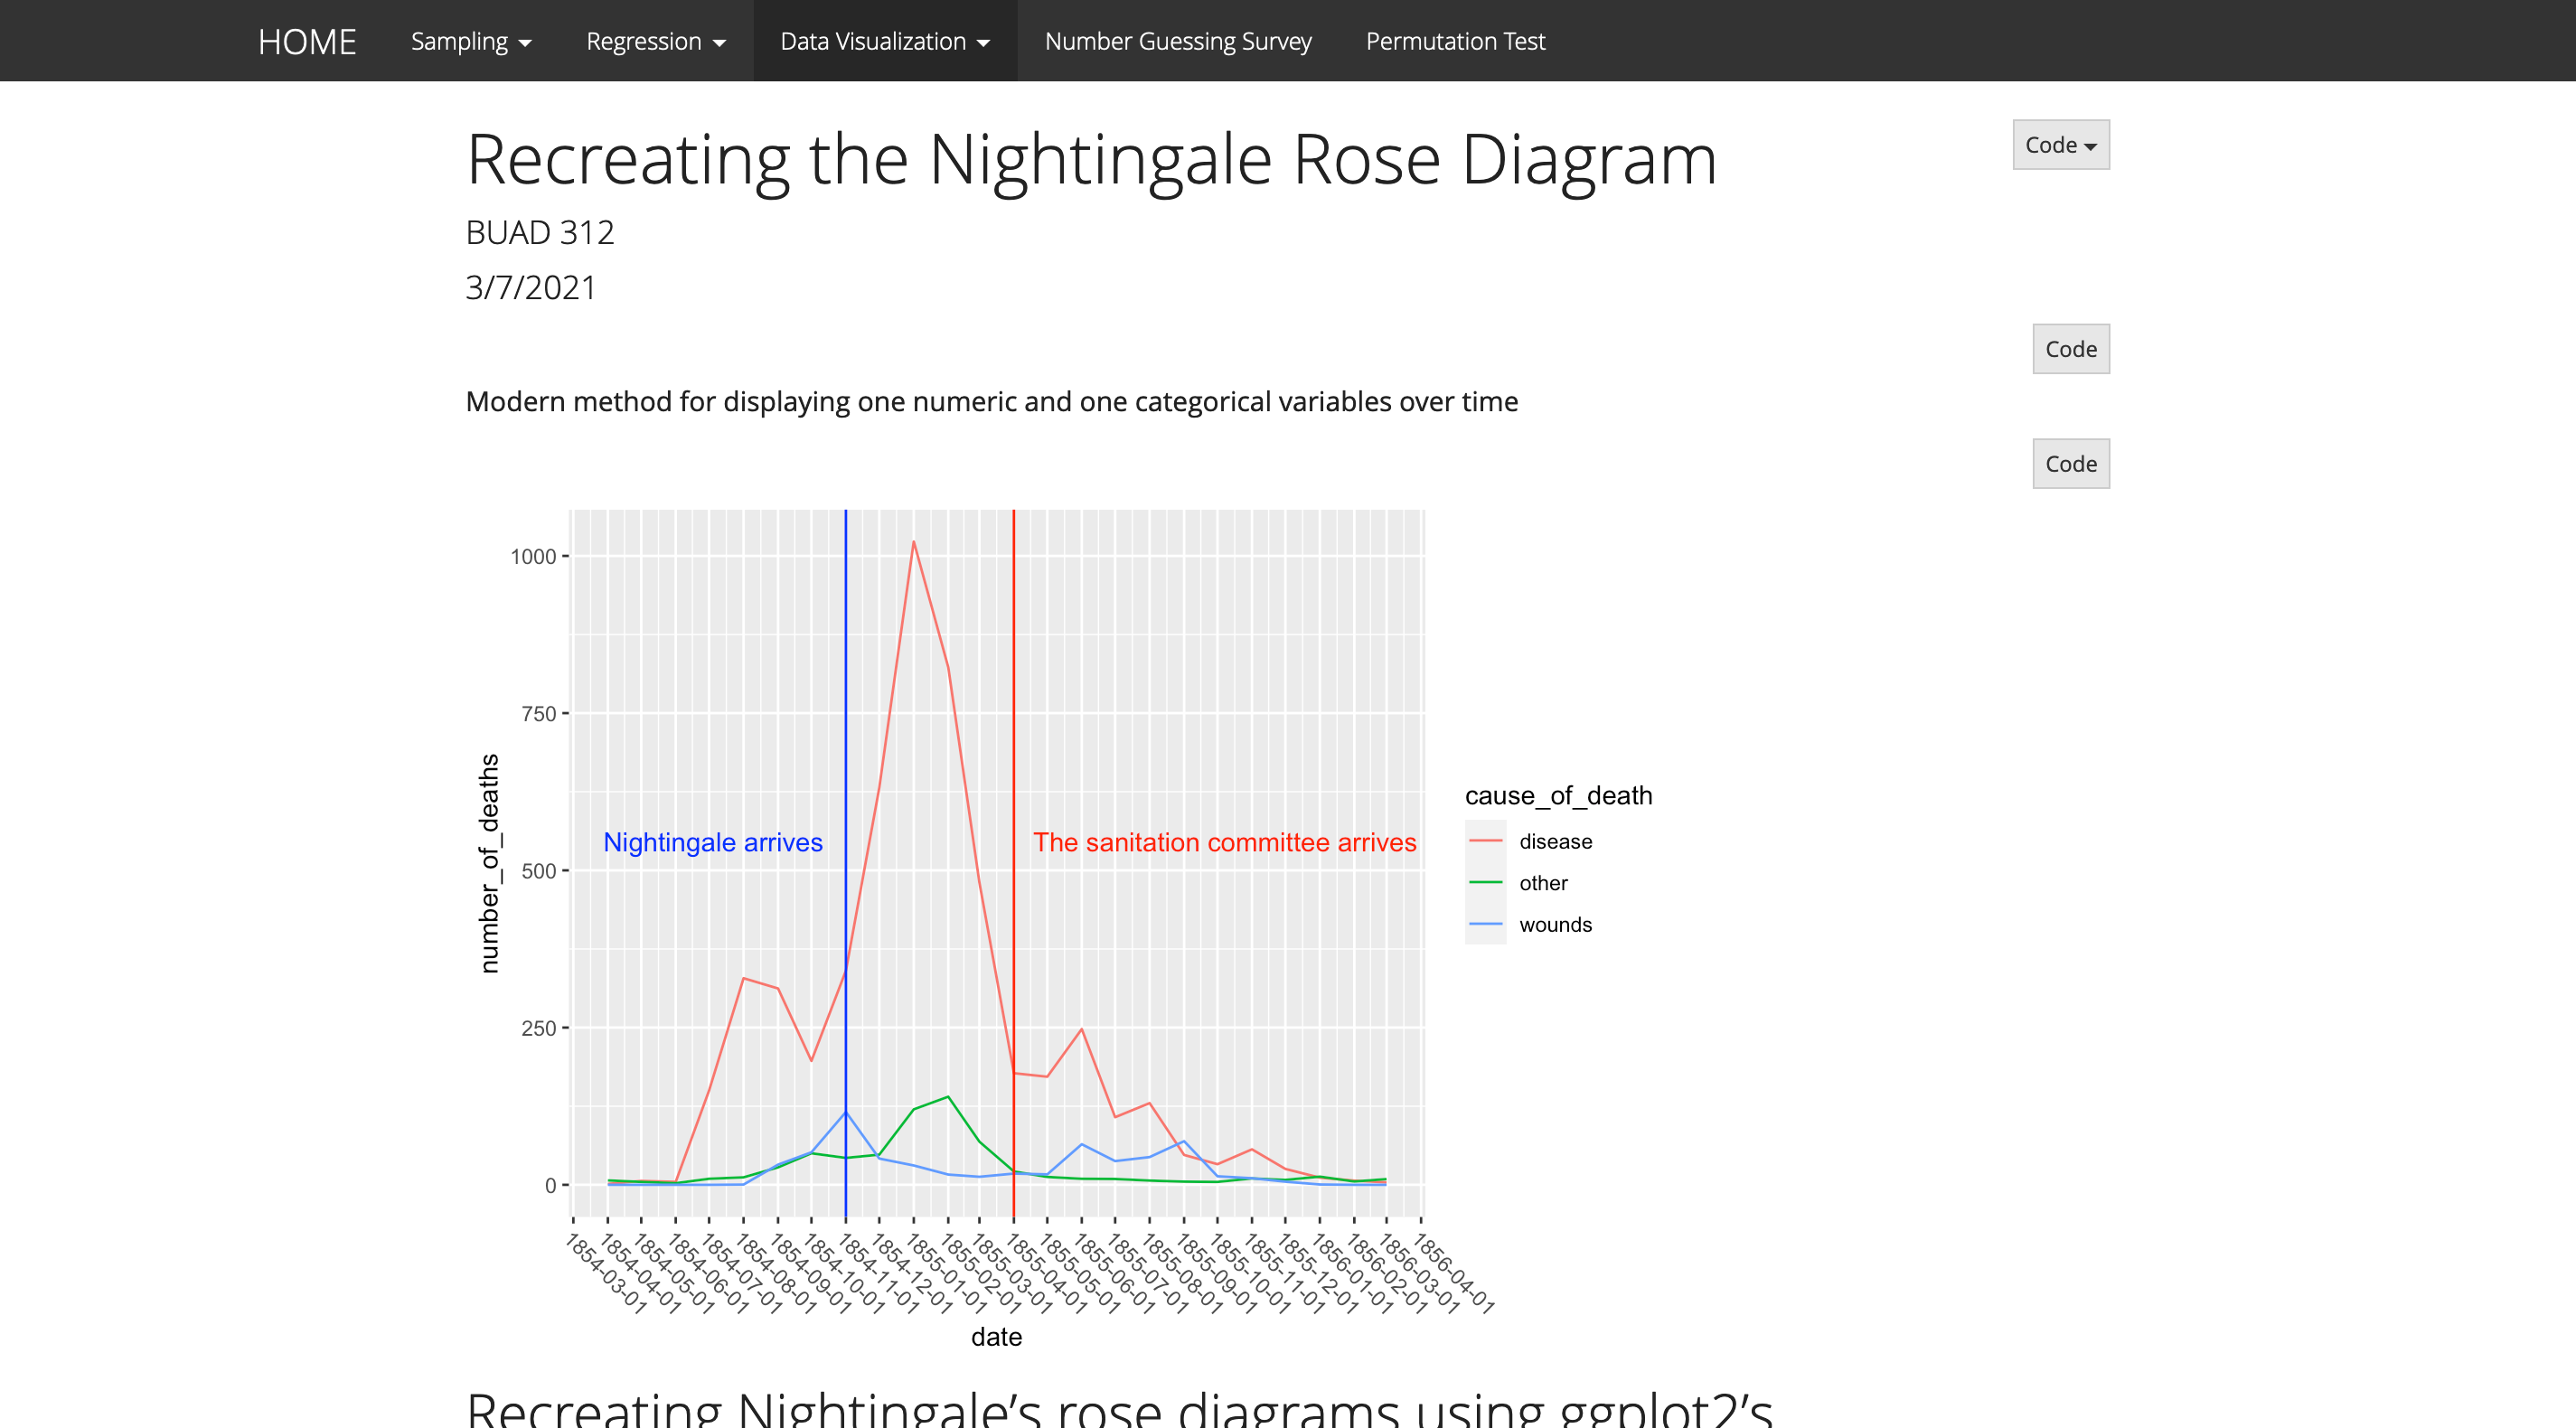 HOME Sampling Regression Data Visualization Number Guessing Survey Permutation Test
Recreating the Nightingale Rose Diagram
Code
BUAD 312
3/7/2021
Code
Modern method for displaying one numeric and one categorical variables over time
Code
number_of_deaths
1000
750
500
250
0
Nightingale arrives
The sanitation committee arrives
cause_of_death
disease
other
wounds
1854-03-01
1854-04-01
1854-05-01
1854-06-01
1854-07-01
1854-08-01
1854-09-01
1854-10-01
1854-11-01
1854-12-01
1855-01-01
1855-02-01
1855-03-01
1855-04-01
1855-05-01
1855-06-01
1855-07-01
1855-08-01
1855-09-01
1855-10-01
1855-11-01
1855-12-01
1856-01-01
1856-02-01
1856-03-01
1856-04-01
date
Recreating Nightingale’s rose diagrams using ggplot2’s